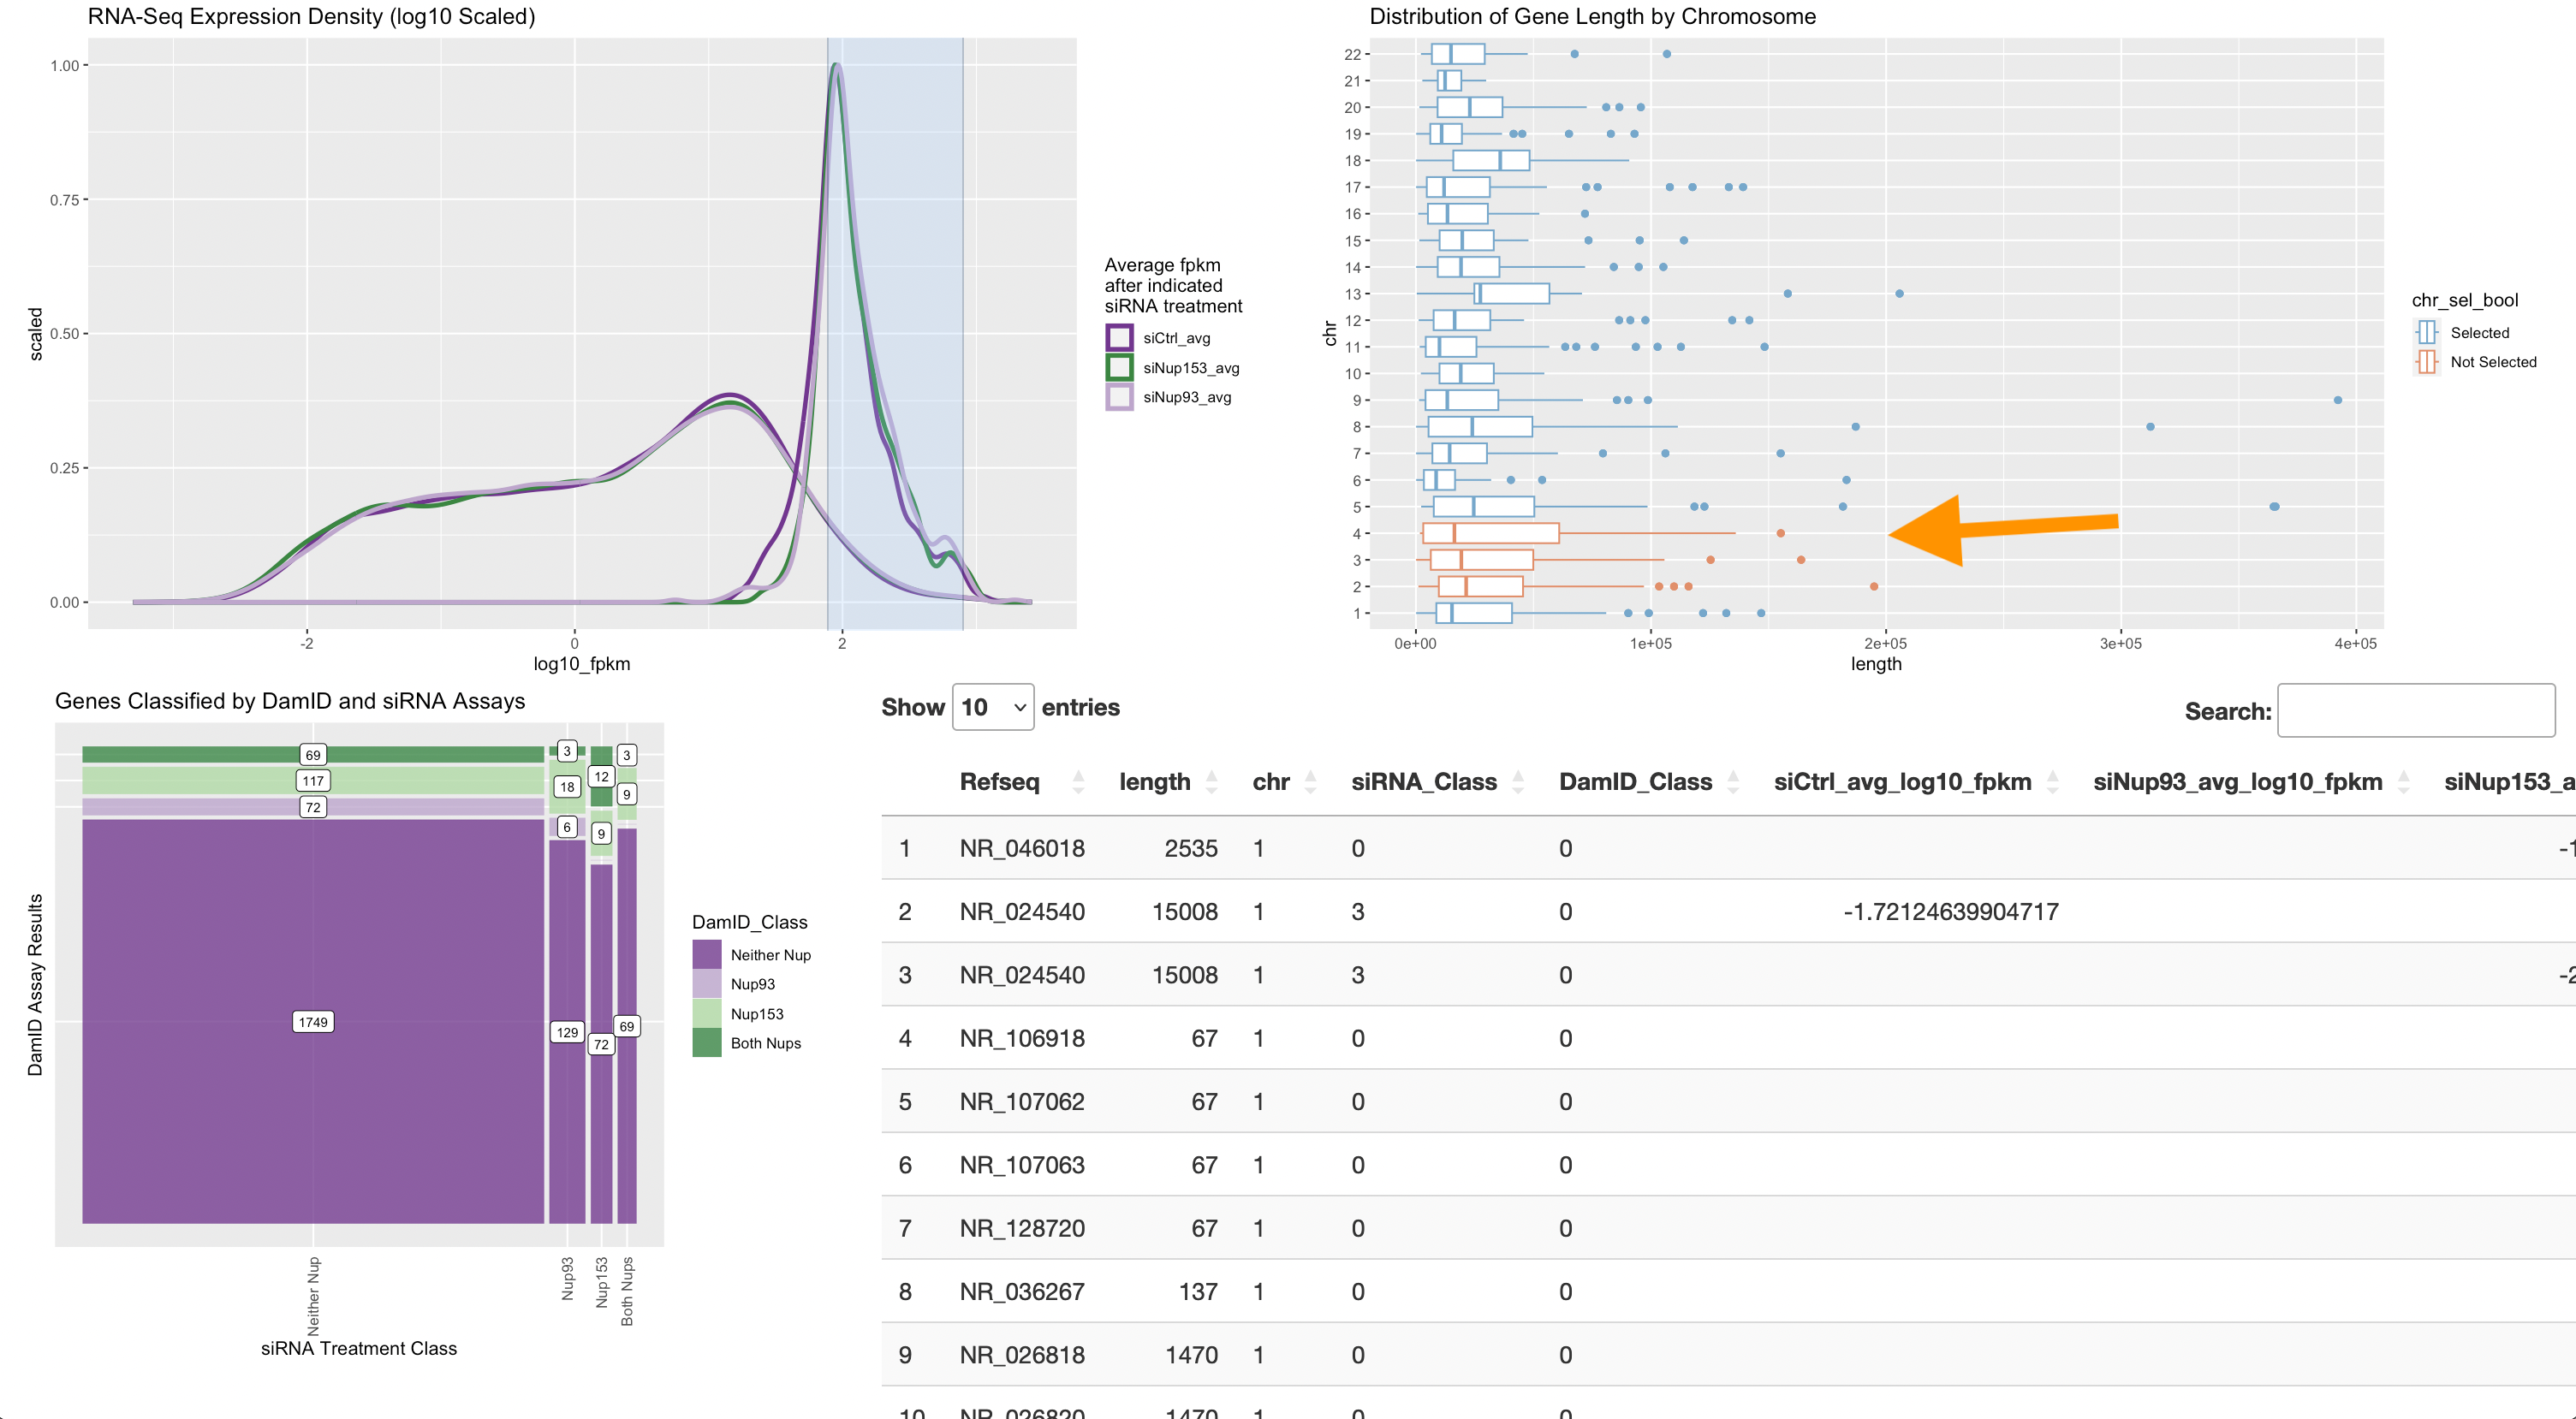 RNA-Seq Expression Density (log10 Scaled)
1.00
0.75
0.50
0.25
0.00
scaled
-2
0
2
log10_fpkm
Average fpkm
after indicated
siRNA treatment
siCtrl_avg
siNup153_avg
siNup93_avg
Distribution of Gene Length by Chromosome
22
21
20
19
18
17
16
15
14
13
12
11
10
9
8
7
6
5
4
3
2
1
chr
0e+00
1e+05
2e+05
3e+05
4e+05
length
chr_sel_bool
Selected
Not Selected
Genes Classified by DamID and siRNA Assays
69
117
72
1749
3
18
6
129
12
9
72
3
9
69
DamID Assay Results
Neither Nup
Nup93
Nup153
Both Nups
siRNA Treatment Class
DamID_Class
Neither Nup
Nup93
Nup153
Both Nups
Show 10 entries
Search:
Refseq length chr siRNA_Class DamID_Class siCtrl_avg_log10_fpkm siNup93_avg_log10_fpkm siNup153_a
1 NR_046018 2535 1 0 0 -1
2 NR_024540 15008 1 3 0 -1.72124639904717
3 NR_024540 15008 1 3 0 -2
4 NR_106918 67 1 0 0
5 NR_107062 67 1 0 0
6 NR_107063 67 1 0 0
7 NR_128720 67 1 0 0
8 NR_036267 137 1 0 0
9 NR_026818 1470 1 0 0
10 NR_026820 1470 1 0 0